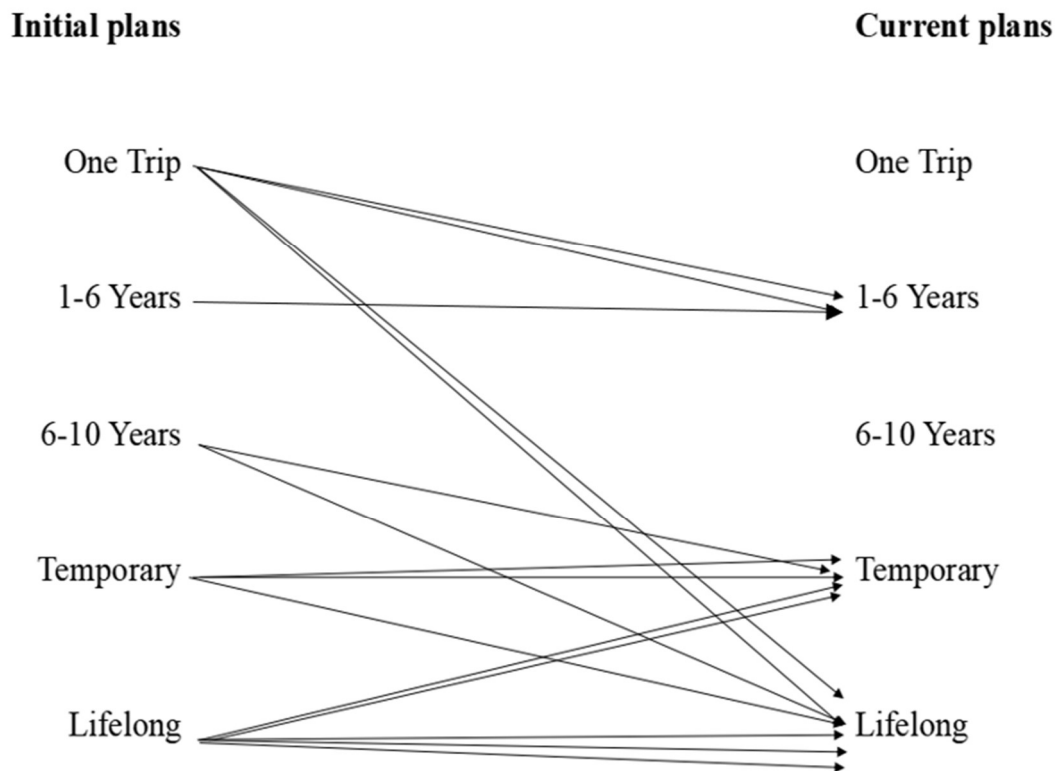 Initial plans
Current plans
One Trip
One Trip
1-6 Years
1-6 Years
6-10 Years
6-10 Years
Temporary
Temporary
Lifelong
Lifelong